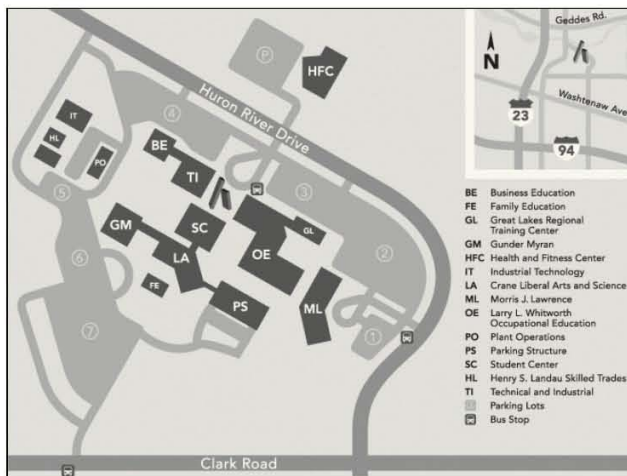 Geddes Rd.
N
Washtenaw Ave
23
94
P
HFC
Huron River Drive
4
IT
HL
PO
BE
TI
3
5
GM
SC
GL
LA
OE
2
6
FE
PS
ML
7
1
Clark Road
BE Business Education
FE Family Education
GL Great Lakes Regional
Training Center
GM Gunder Myran
HFC Health and Fitness Center
IT Industrial Technology
LA Crane Liberal Arts and Science
ML Morris J. Lawrence
OE Larry L. Whitworth
Occupational Education
PO Plant Operations
PS Parking Structure
SC Student Center
HL Henry S. Landau Skilled Trades
TI Technical and Industrial
Parking Lots
Bus Stop